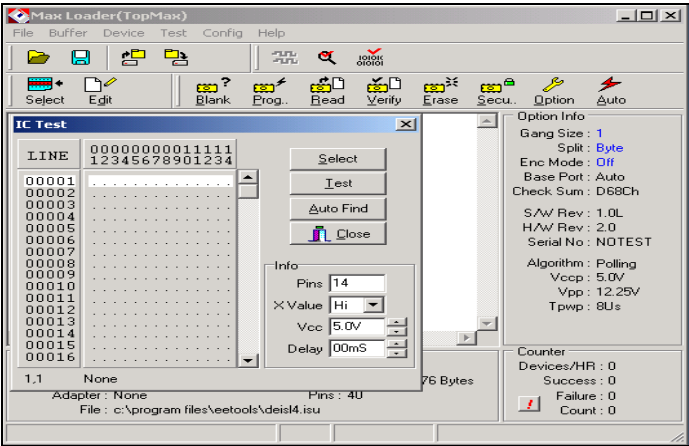 Max Loader(TopMax)
File Buffer Device Test Config Help
Select Edit Blank Prog.. Read Verify Erase Secu.. Option Auto
IC Test
LINE
00000000011111
12345678901234
00001
00002
00003
00004
00005
00006
00007
00008
00009
00010
00011
00012
00013
00014
00015
00016
Select
Test
Auto Find
Close
Info
Pins 14
X Value Hi
Vcc 5.0V
Delay 00mS
1,1 None
Option Info
Gang Size : 1
Split : Byte
Enc Mode : Off
Base Port : Auto
Check Sum : D68Ch
S/W Rev : 1.0L
H/W Rev : 2.0
Serial No : NOTEST
Algorithm : Polling
Vccp : 5.0V
Vpp : 12.25V
Tpwp : 8Us
76 Bytes
Adapter : None Pins : 40
File : c:\program files\eetools\deisl4.isu
Counter
Devices/HR : 0
Success : 0
Failure : 0
Count : 0